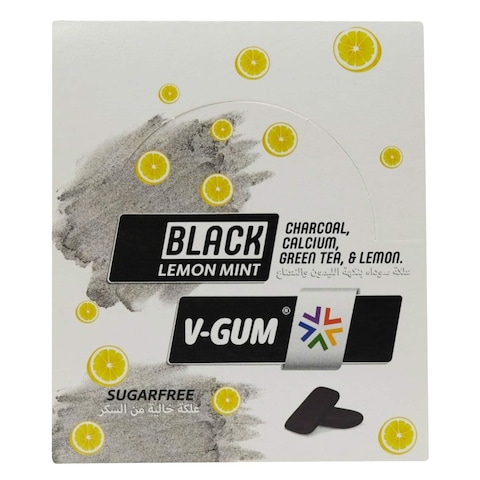 BLACK
LEMON MINT
CHARCOAL,
CALCIUM,
GREEN TEA, & LEMON.
علكة سوداء بنكهة الليمون والنعناع
V-GUM®
SUGARFREE
علكة خالية من السكر